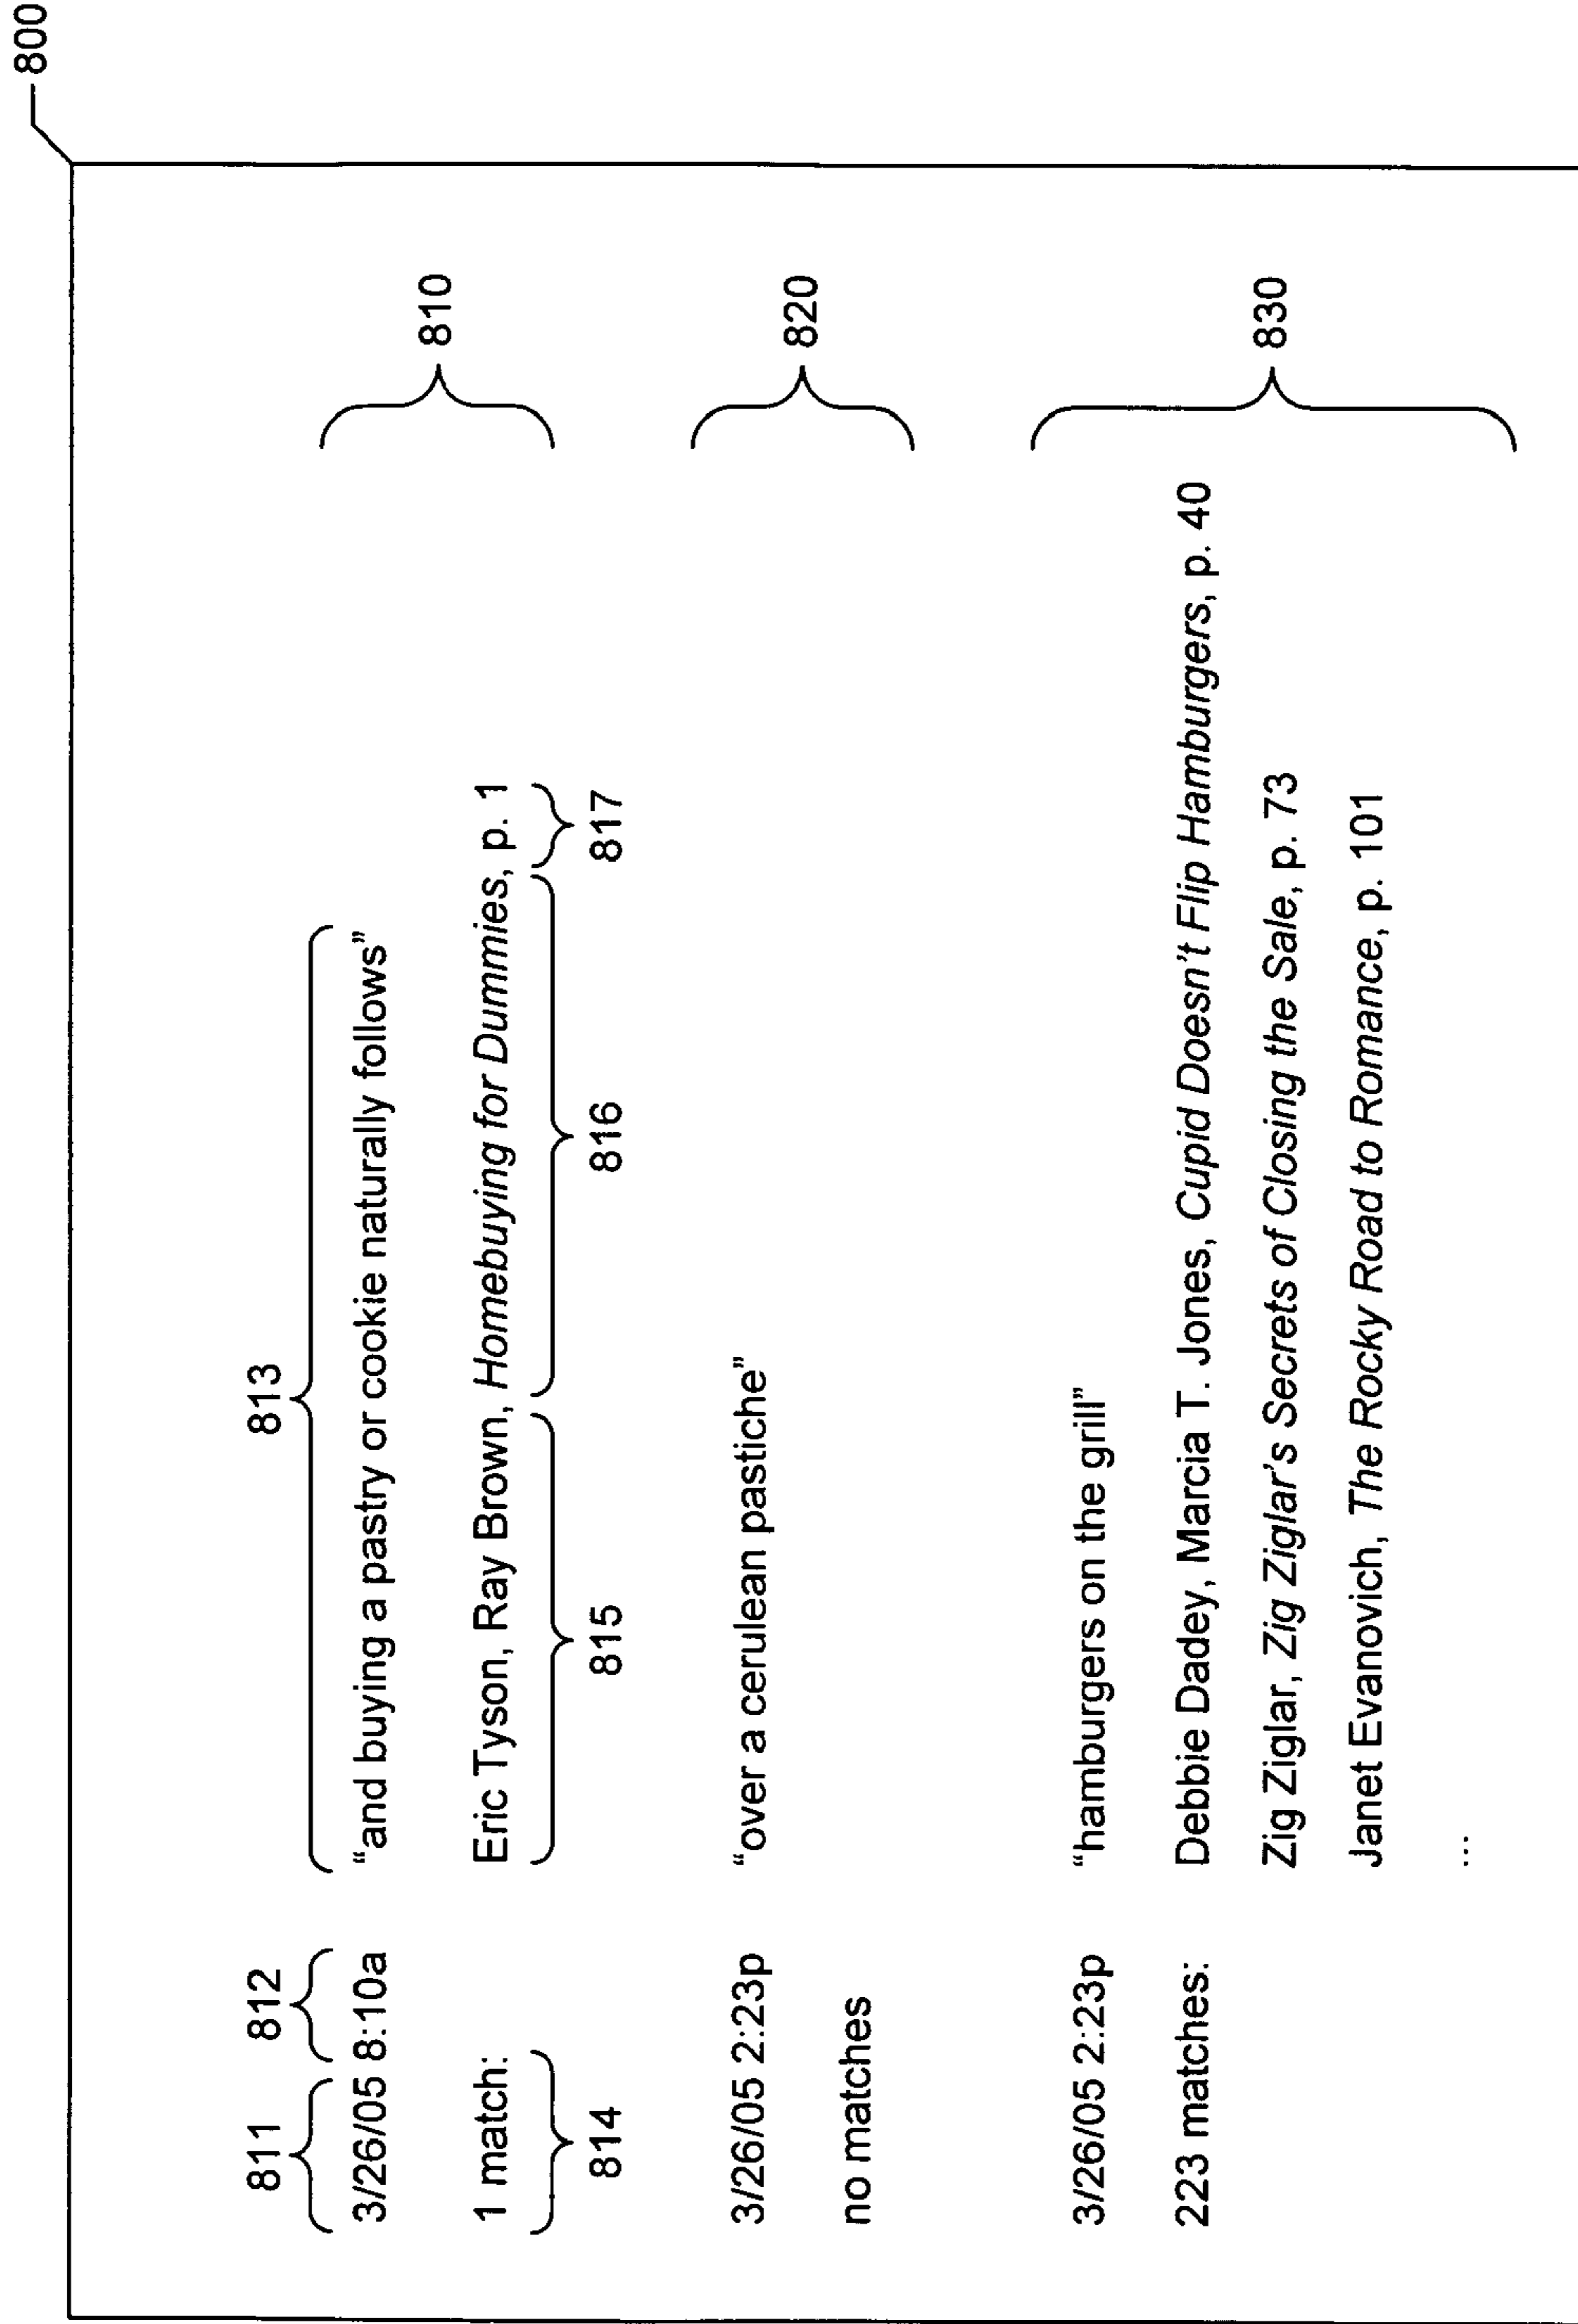 800
813
811 812
3/26/05 8:10a “and buying a pastry or cookie naturally follows”
810
1 match: Eric Tyson, Ray Brown, Homebuying for Dummies, p. 1
814 815 816 817
3/26/05 2:23p “over a cerulean pastiche”
820
no matches
3/26/05 2:23p “hamburgers on the grill”
223 matches: Debbie Dadey, Marcia T. Jones, Cupid Doesn't Flip Hamburgers, p. 40
830
Zig Ziglar, Zig Ziglar's Secrets of Closing the Sale, p. 73
Janet Evanovich, The Rocky Road to Romance, p. 101
...